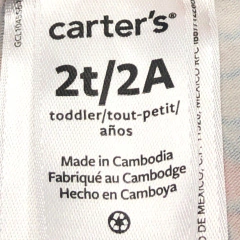 carter's®
2t/2A
toddler/tout-petit/
años
Made in Cambodia
Fabriqué au Cambodge
Hecho en Camboya